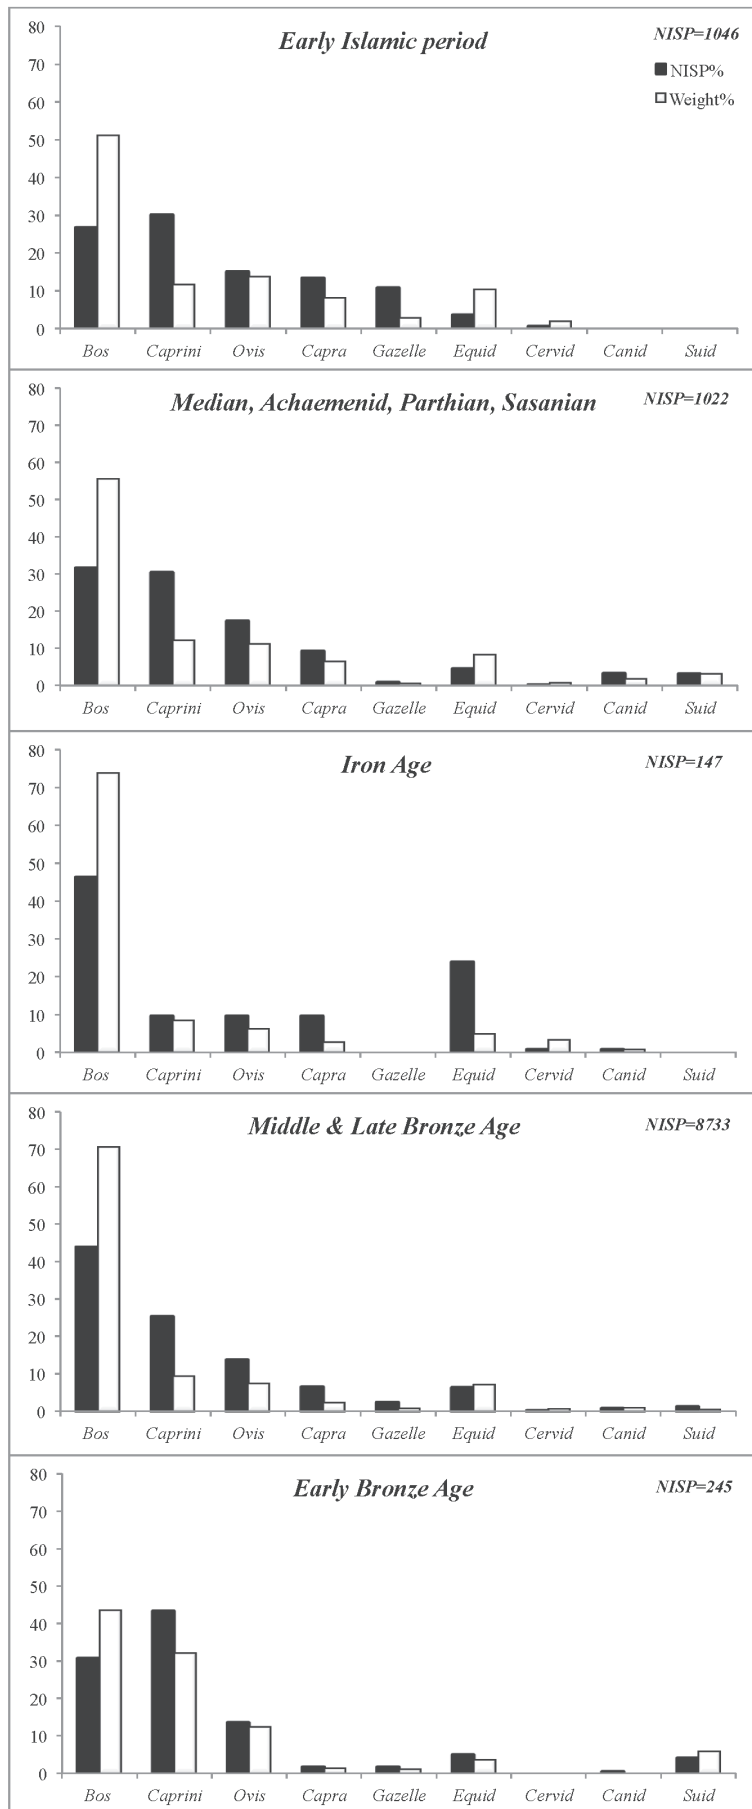 Early Islamic period
NISP=1046
NISP%
Weight%
80
70
60
50
40
30
20
10
0
Bos Caprini Ovis Capra Gazelle Equid Cervid Canid Suid
Median, Achaemenid, Parthian, Sasanian
NISP=1022
80
70
60
50
40
30
20
10
0
Bos Caprini Ovis Capra Gazelle Equid Cervid Canid Suid
Iron Age
NISP=147
80
70
60
50
40
30
20
10
0
Bos Caprini Ovis Capra Gazelle Equid Cervid Canid Suid
Middle & Late Bronze Age
NISP=8733
80
70
60
50
40
30
20
10
0
Bos Caprini Ovis Capra Gazelle Equid Cervid Canid Suid
Early Bronze Age
NISP=245
80
70
60
50
40
30
20
10
0
Bos Caprini Ovis Capra Gazelle Equid Cervid Canid Suid